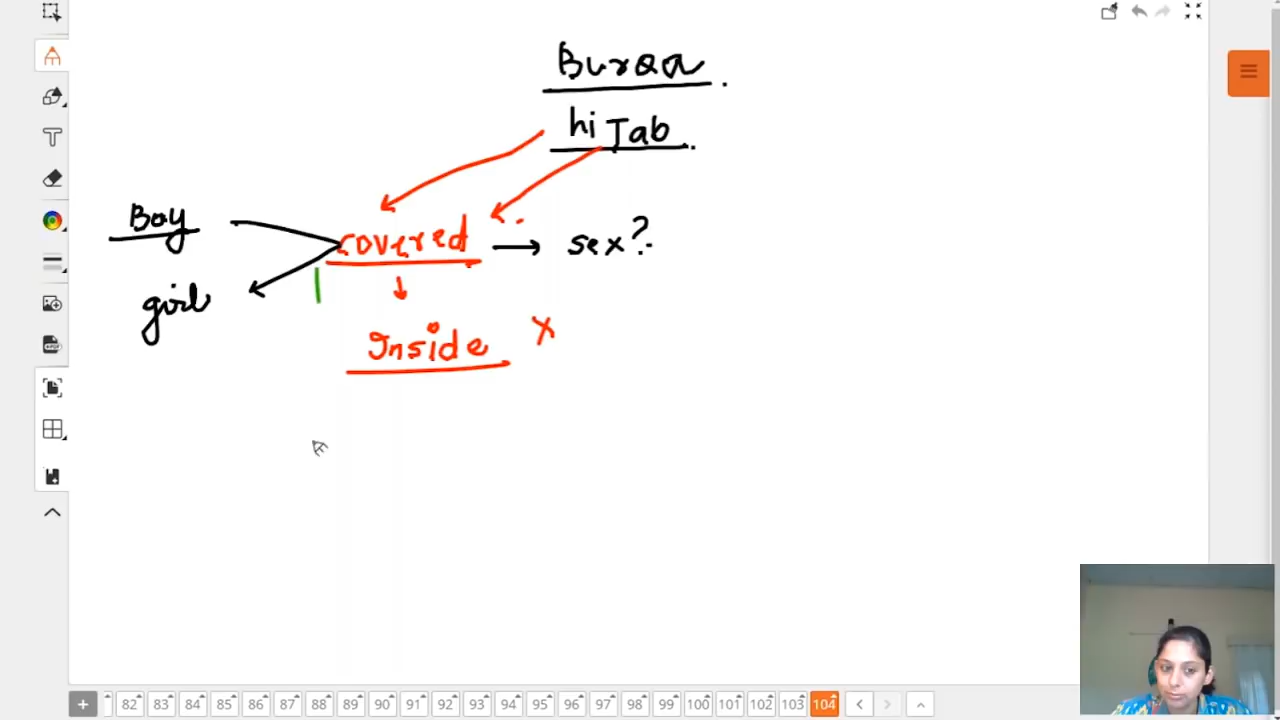 Burqa.
hiJab.
Boy
covered → sex?
girl
Inside X
82 83 84 85 86 87 88 89 90 91 92 93 94 95 96 97 98 99 100 101 102 103 104